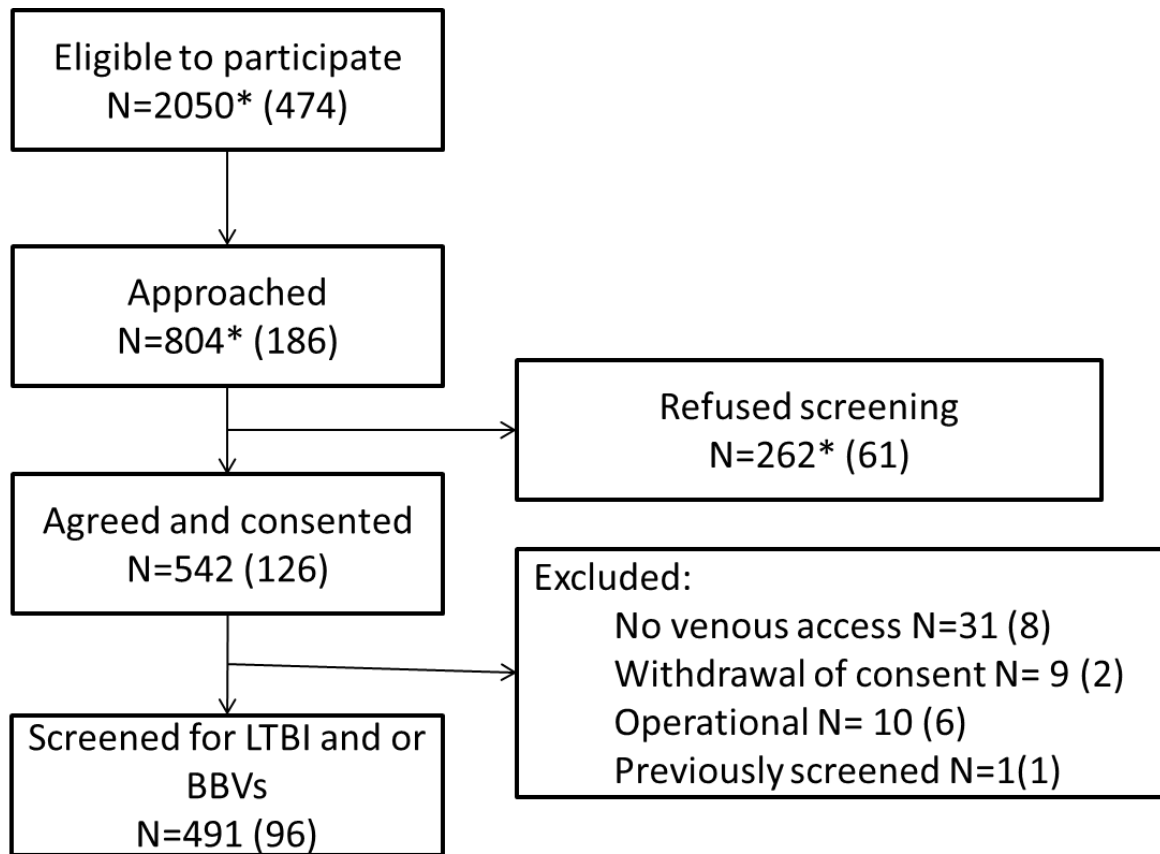 Eligible to participate
N=2050* (474)
Approached
N=804* (186)
Refused screening
N=262* (61)
Agreed and consented
N=542 (126)
Excluded:
No venous access N=31 (8)
Withdrawal of consent N= 9 (2)
Operational N= 10 (6)
Previously screened N=1(1)
Screened for LTBI and or
BBVs
N=491 (96)